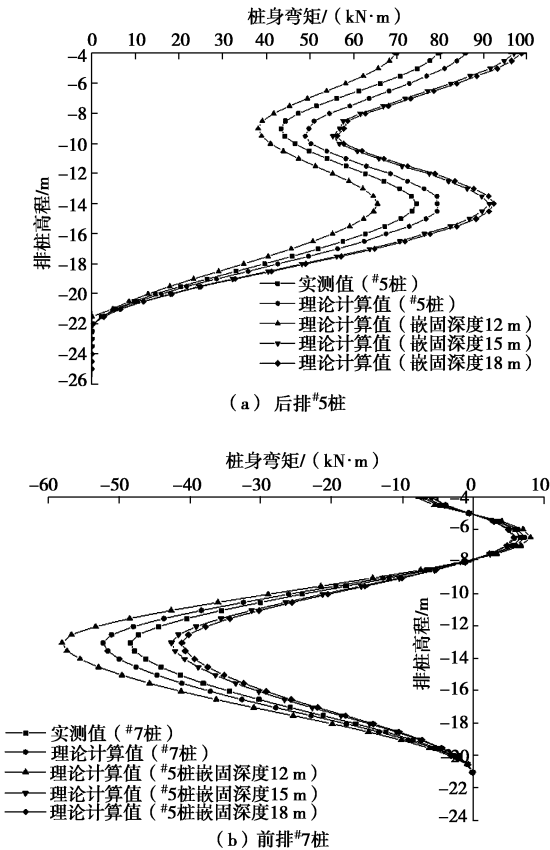 桩身弯矩/(kN·m)
0 10 20 30 40 50 60 70 80 90 100
-4
-6
-8
-10
-12
-14
-16
-18
-20
-22
-24
-26
排桩高程/m
实测值(#5桩)
理论计算值(#5桩)
理论计算值(嵌固深度12 m)
理论计算值(嵌固深度15 m)
理论计算值(嵌固深度18 m)
(a) 后排#5桩
桩身弯矩/(kN·m)
-60 -50 -40 -30 -20 -10 0 10
-4
-6
-8
-10
-12
-14
-16
-18
-20
-22
-24
排桩高程/m
实测值(#7桩)
理论计算值(#7桩)
理论计算值(#5桩嵌固深度12 m)
理论计算值(#5桩嵌固深度15 m)
理论计算值(#5桩嵌固深度18 m)
(b) 前排#7桩